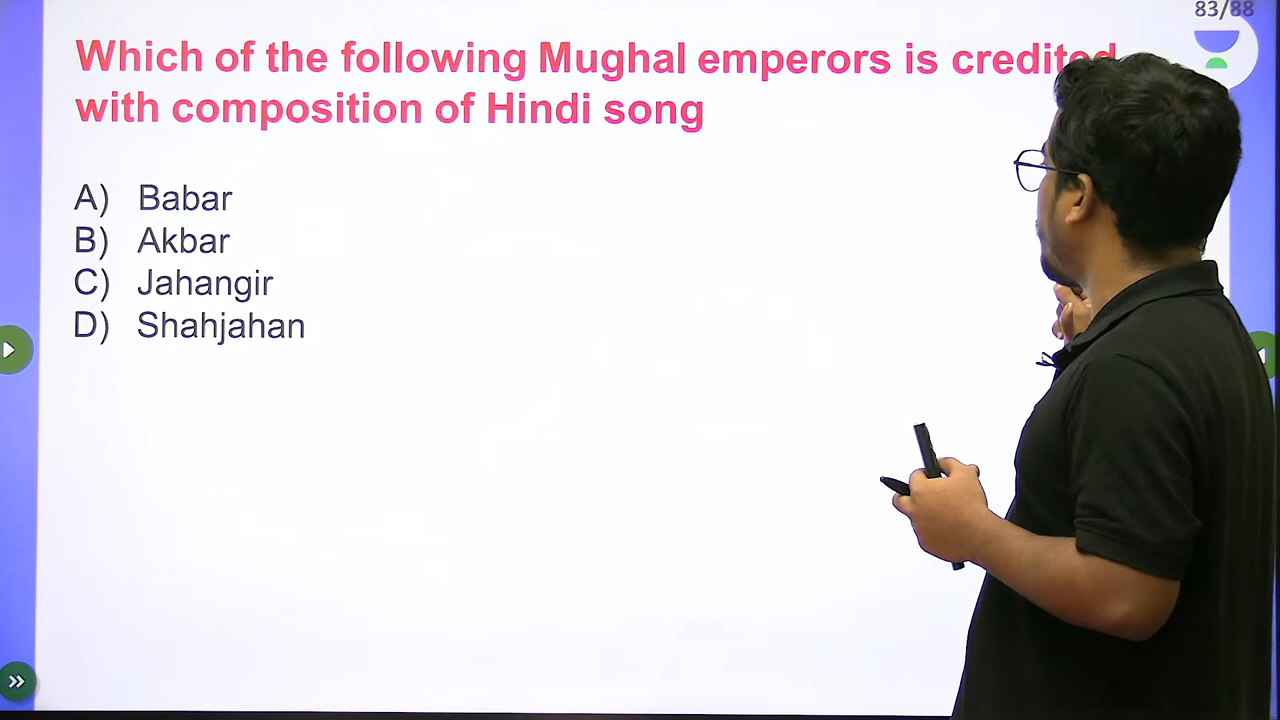 83/88
Which of the following Mughal emperors is credited
with composition of Hindi song
A) Babar
B) Akbar
C) Jahangir
D) Shahjahan